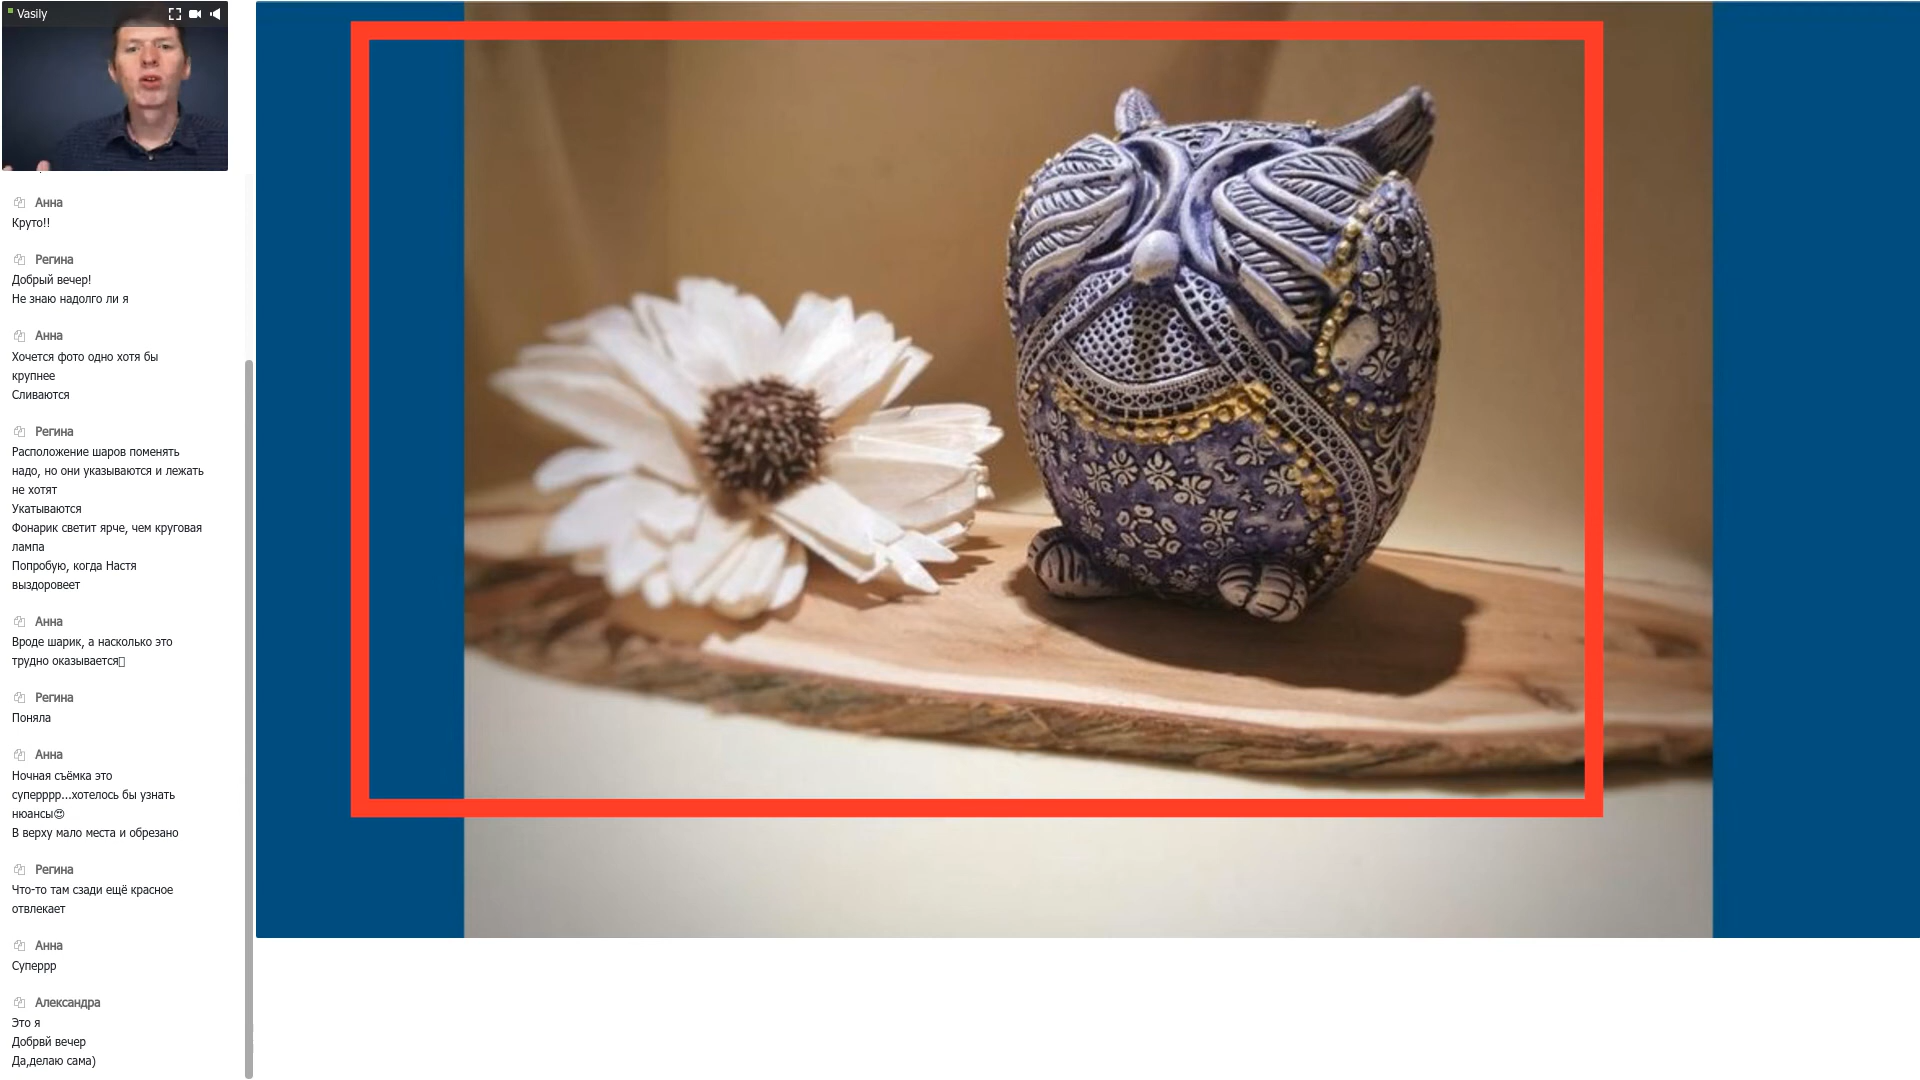 Vasily
Анна
Круто!!
Регина
Добрый вечер!
Не знаю надолго ли я
Анна
Хочется фото одно хотя бы
крупнее
Сливаются
Регина
Расположение шаров поменять
надо, но они указываются и лежать
не хотят
Укатываются
Фонарик светит ярче, чем круговая
лампа
Попробую, когда Настя
выздоровеет
Анна
Вроде шарик, а насколько это
трудно оказывается
Регина
Поняла
Анна
Ночная съёмка это
суперррр...хотелось бы узнать
нюансы😍
В верху мало места и обрезано
Регина
Что-то там сзади ещё красное
отвлекает
Анна
Суперрр
Александра
Это я
Добрвй вечер
Да,делаю сама)